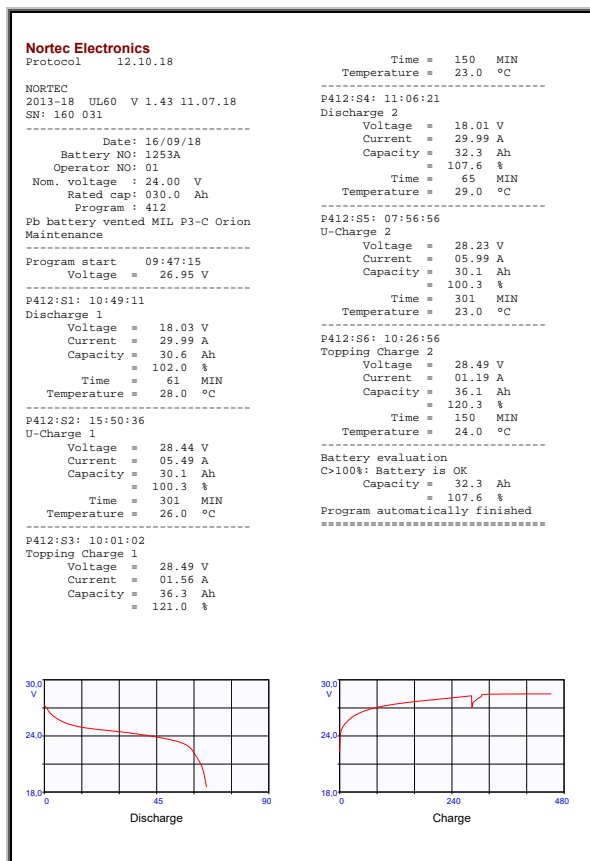 Nortec Electronics
Protocol 12.10.18
NORTEC
2013-18 UL60 V 1.43 11.07.18
SN: 160 031
-------------------------------
Date: 16/09/18
Battery NO: 1253A
Operator NO: 01
Nom. voltage : 24.00 V
Rated cap: 030.0 Ah
Program : 412
Pb battery vented MIL P3-C Orion
Maintenance
-------------------------------
Program start 09:47:15
Voltage = 26.95 V
-------------------------------
P412:S1: 10:49:11
Discharge 1
Voltage = 18.03 V
Current = 29.99 A
Capacity = 30.6 Ah
= 102.0 %
Time = 61 MIN
Temperature = 28.0 °C
-------------------------------
P412:S2: 15:50:36
U-Charge 1
Voltage = 28.44 V
Current = 05.49 A
Capacity = 30.1 Ah
= 100.3 %
Time = 301 MIN
Temperature = 26.0 °C
-------------------------------
P412:S3: 10:01:02
Topping Charge 1
Voltage = 28.49 V
Current = 01.56 A
Capacity = 36.3 Ah
= 121.0 %
Time = 150 MIN
Temperature = 23.0 °C
-------------------------------
P412:S4: 11:06:21
Discharge 2
Voltage = 18.01 V
Current = 29.99 A
Capacity = 32.3 Ah
= 107.6 %
Time = 65 MIN
Temperature = 29.0 °C
-------------------------------
P412:S5: 07:56:56
U-Charge 2
Voltage = 28.23 V
Current = 05.99 A
Capacity = 30.1 Ah
= 100.3 %
Time = 301 MIN
Temperature = 23.0 °C
-------------------------------
P412:S6: 10:26:56
Topping Charge 2
Voltage = 28.49 V
Current = 01.19 A
Capacity = 36.1 Ah
= 120.3 %
Time = 150 MIN
Temperature = 24.0 °C
-------------------------------
Battery evaluation
C>100%: Battery is OK
Capacity = 32.3 Ah
= 107.6 %
Program automatically finished
===============================
30,0
V
24,0
18,0
0 45 90
Discharge
30,0
V
24,0
18,0
0 240 480
Charge